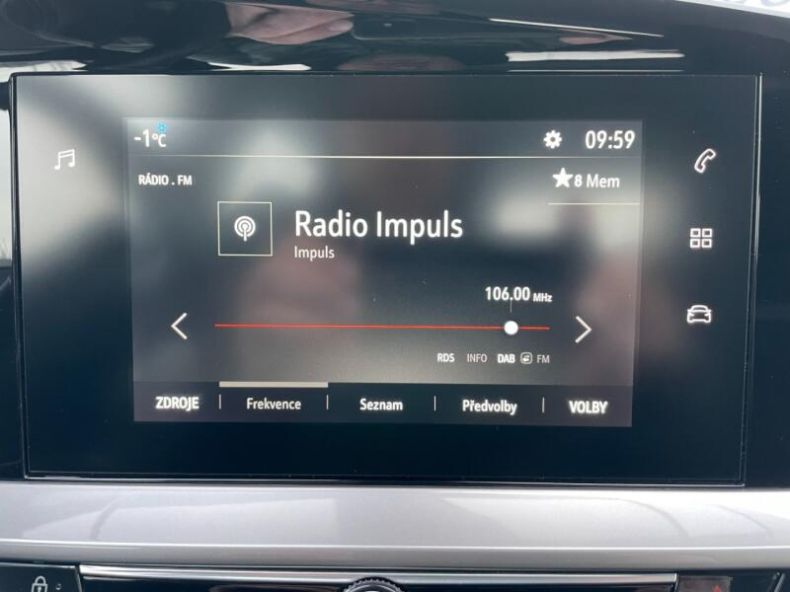 -1°C 09:59
RÁDIO . FM 8 Mem
Radio Impuls
Impuls
106.00 MHz
RDS INFO DAB FM
ZDROJE Frekvence Seznam Předvolby VOLBY